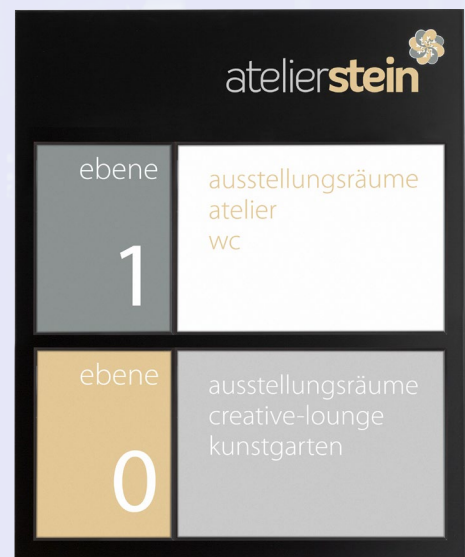 atelierstein
ebene
1
ausstellungsräume
atelier
wc
ebene
0
ausstellungsräume
creative-lounge
kunstgarten